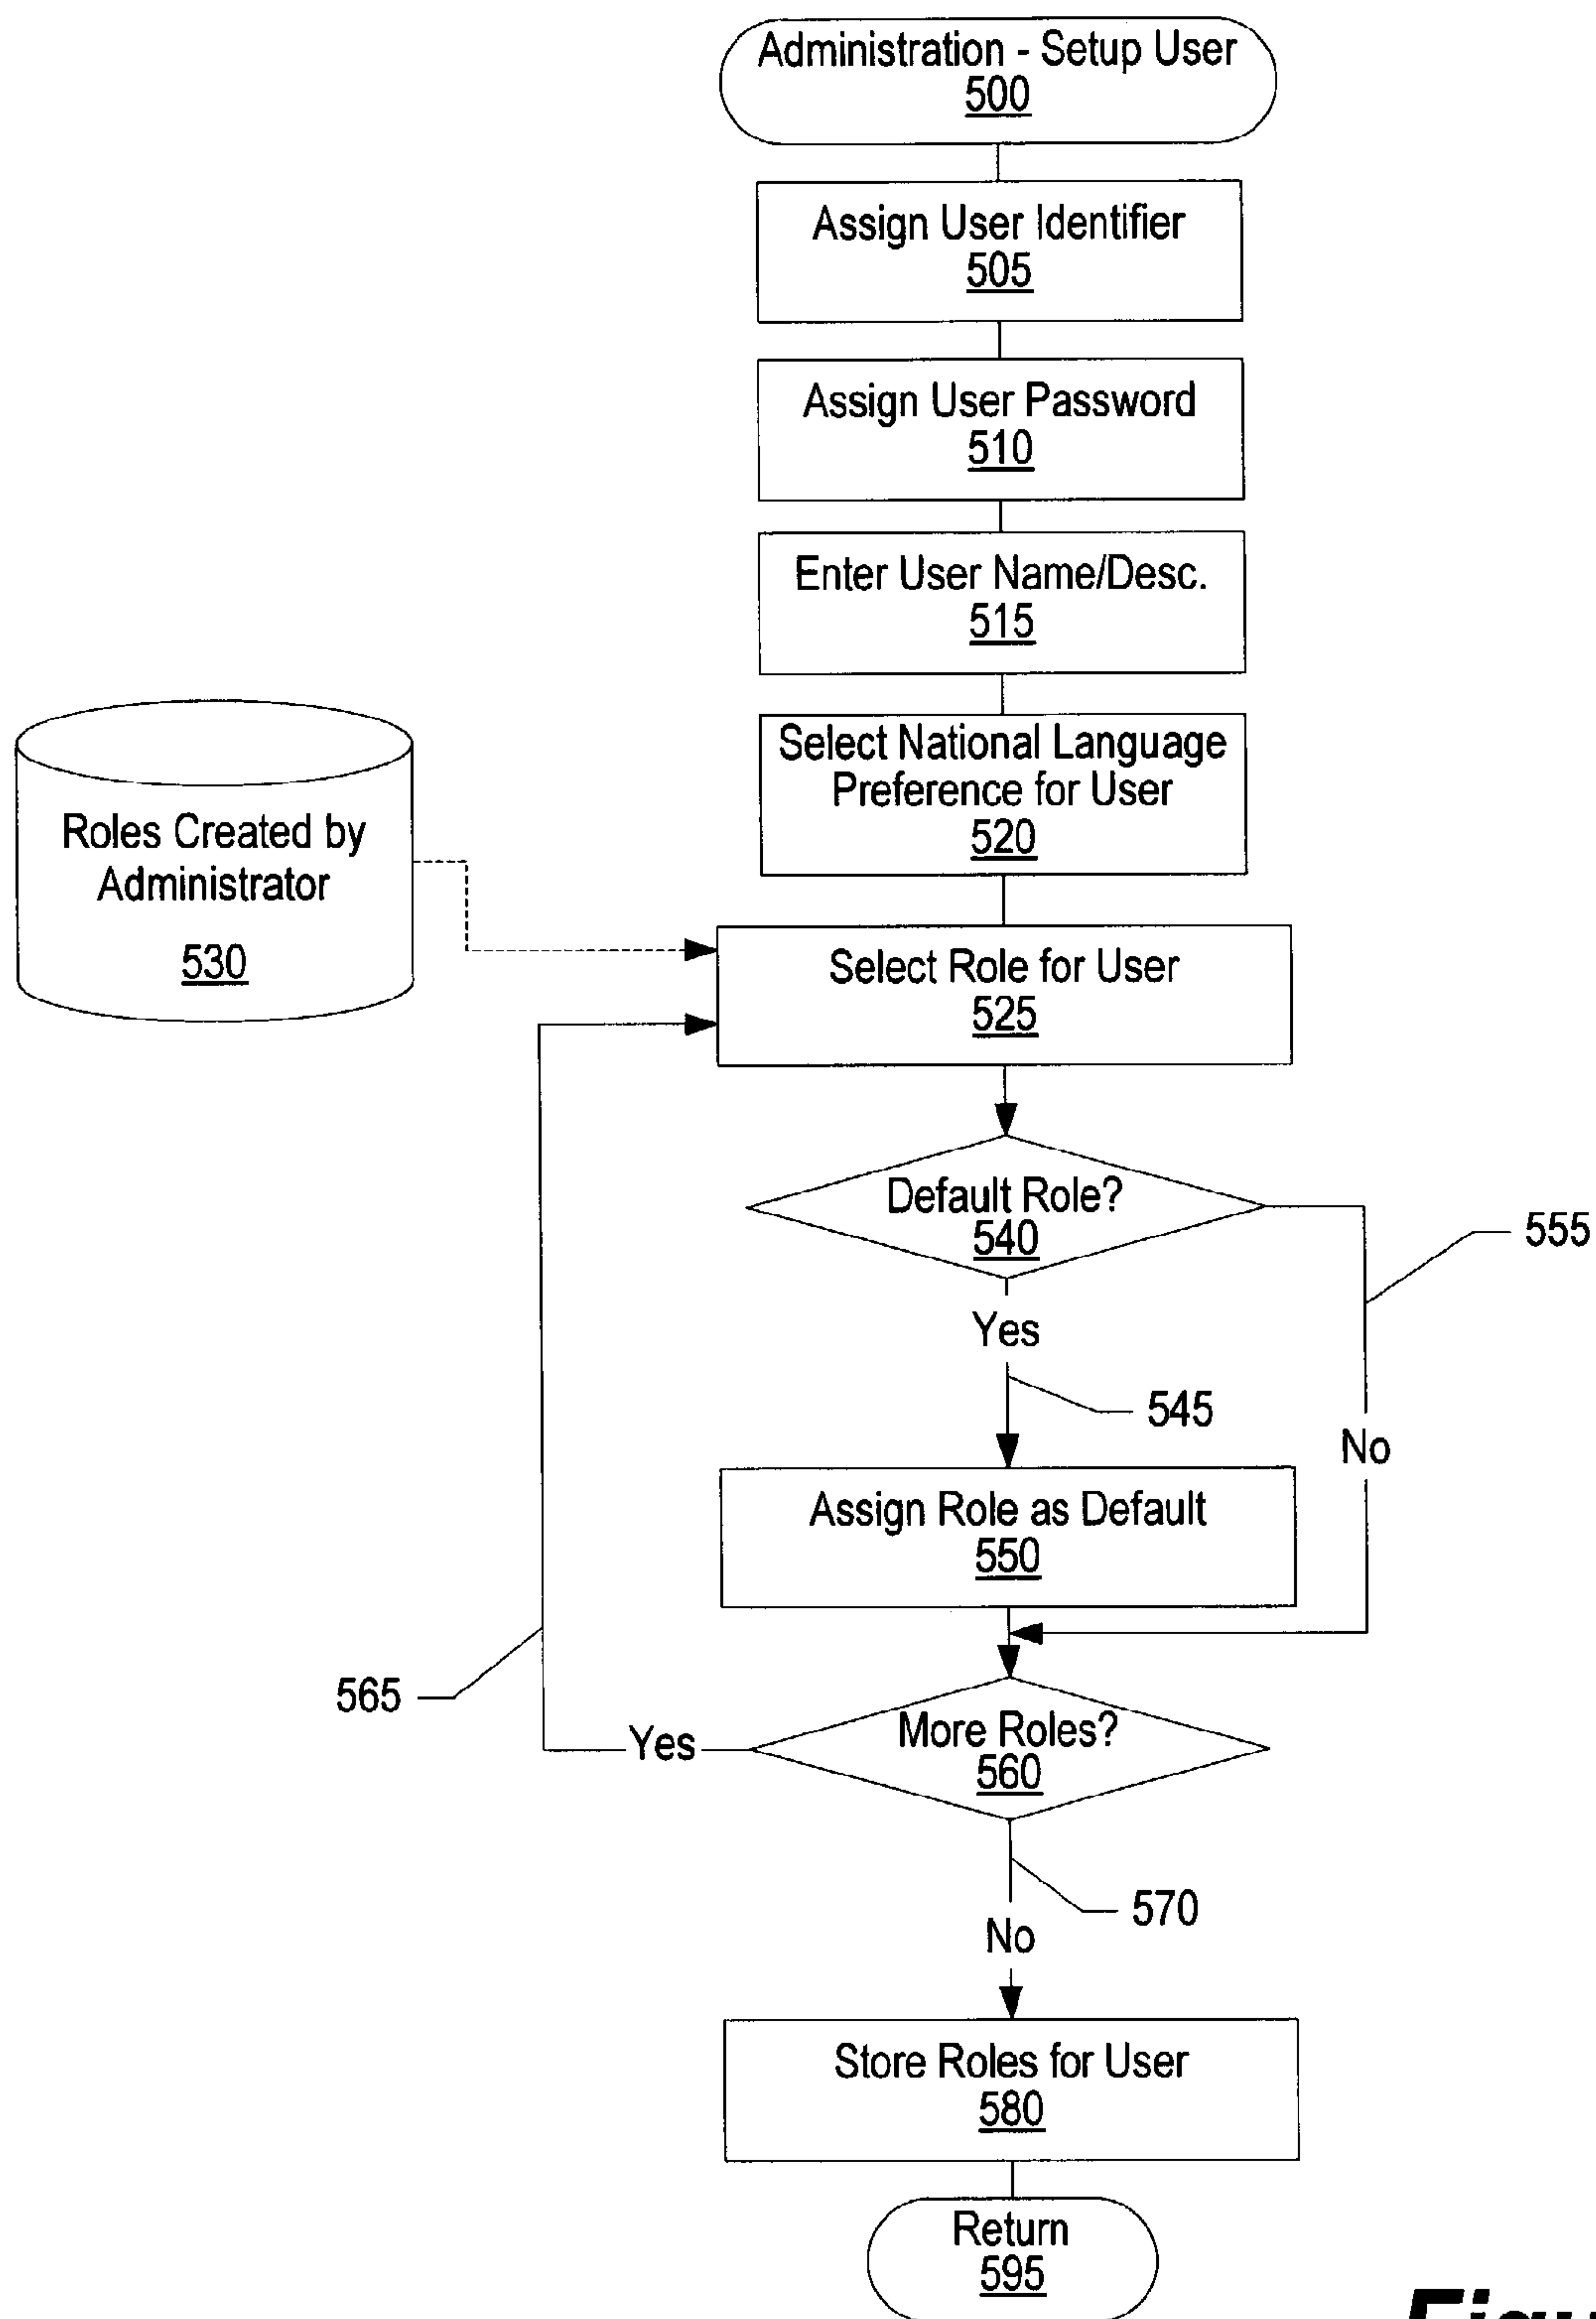 Administration - Setup User
500
Assign User Identifier
505
Assign User Password
510
Enter User Name/Desc.
515
Select National Language
Preference for User
520
Roles Created by
Administrator
530
Select Role for User
525
Default Role?
540
555
Yes
545
No
Assign Role as Default
550
565
Yes
More Roles?
560
570
No
Store Roles for User
580
Return
595